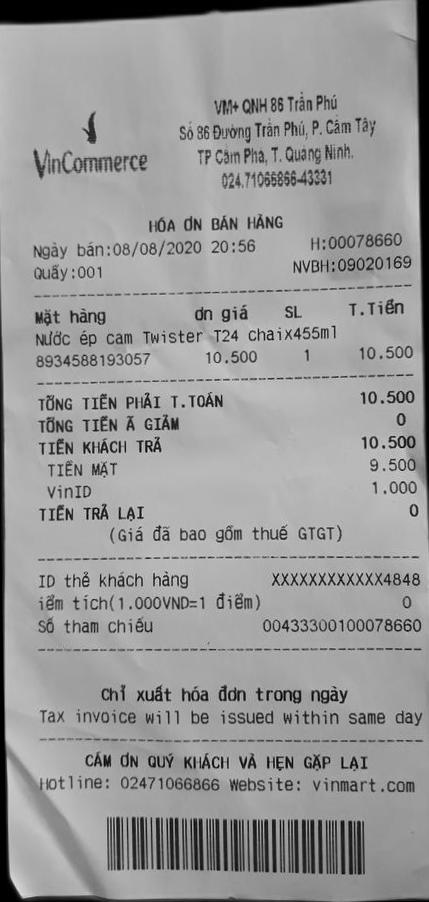 VinCommerce
VM+ QNH 86 Trần Phú
Số 86 Đường Trần Phú, P. Cẩm Tây
TP Cẩm Phả, T. Quảng Ninh.
024.71066866-43331
HÓA ƠN BÁN HÀNG
Ngày bán:08/08/2020 20:56 H:00078660
Quầy:001 NVBH:09020169
Mặt hàng ơn giá SL T.Tiền
Nước ép cam Twister T24 chaiX455ml
8934588193057 10.500 1 10.500
TỔNG TIỀN PHẢI T.TOÁN 10.500
TỔNG TIỀN Ã GIẢM 0
TIỀN KHÁCH TRẢ 10.500
TIỀN MẶT 9.500
VinID 1.000
TIỀN TRẢ LẠI 0
(Giá đã bao gồm thuế GTGT)
ID thẻ khách hàng XXXXXXXXXXXX4848
iểm tích(1.000VND=1 điểm) 0
Số tham chiếu 00433300100078660
Chỉ xuất hóa đơn trong ngày
Tax invoice will be issued within same day
CÁM ƠN QUÝ KHÁCH VÀ HẸN GẶP LẠI
Hotline: 02471066866 Website: vinmart.com